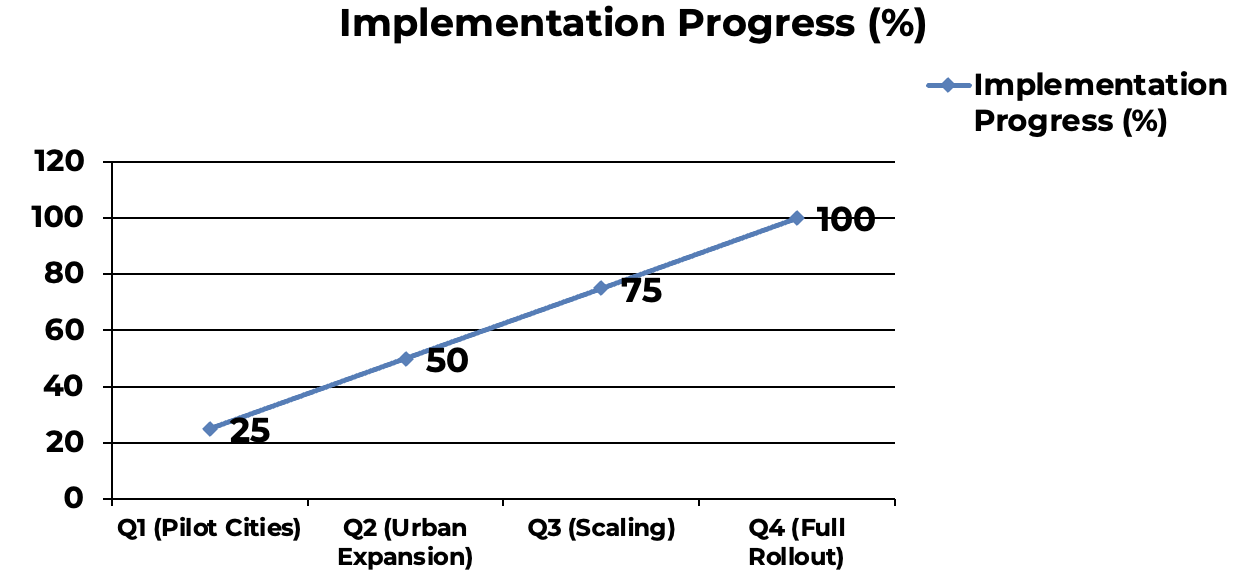 Implementation Progress (%)
Implementation
Progress (%)
120
100
80
60
40
20
0
25
50
75
100
Q1 (Pilot Cities)
Q2 (Urban
Expansion)
Q3 (Scaling)
Q4 (Full
Rollout)